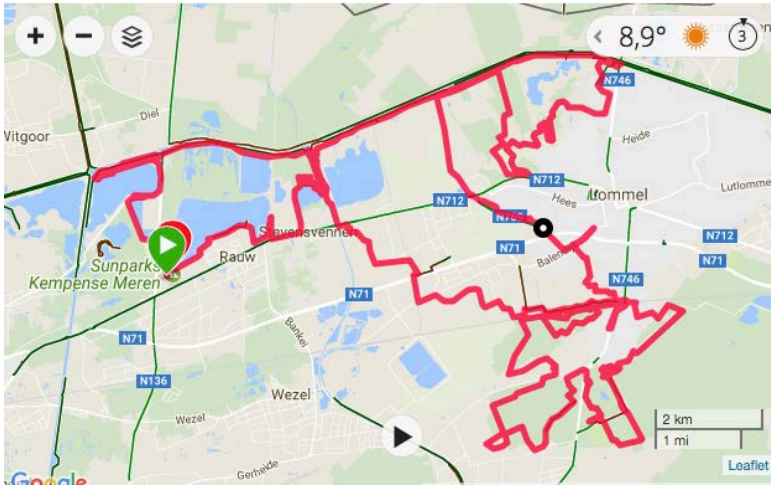 +
−
8,9°
3
N746
Diel
Witgoor
Heide
N712
Lommel
Lutlommel
N712
Hees
Stevensvennen
N71
N712
Rauw
Balen
Sunparks
Kempense Meren
N746
N71
N71
N71
Bankel
N136
Wezel
Wezel
2 km
1 mi
Gerheide
Google
Leaflet